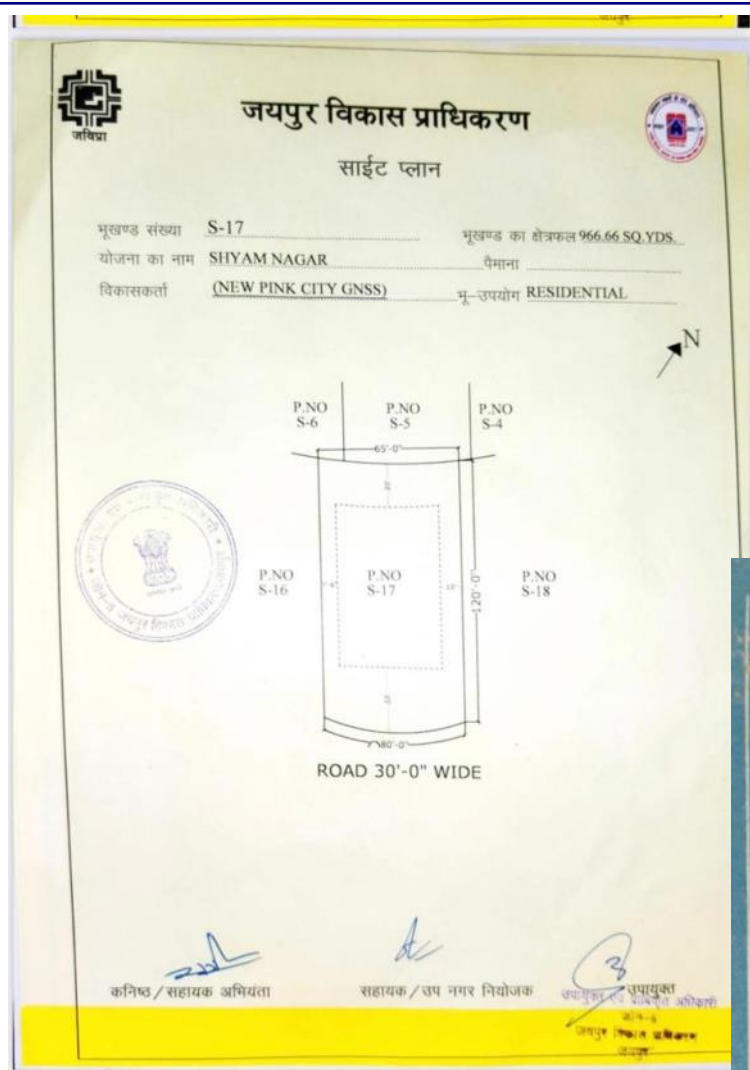 जविप्रा
जयपुर विकास प्राधिकरण
साईट प्लान
भूखण्ड संख्या S-17 भूखण्ड का क्षेत्रफल 966.66 SQ.YDS.
योजना का नाम SHYAM NAGAR पैमाना
विकासकर्ता (NEW PINK CITY GNSS) भू-उपयोग RESIDENTIAL
N
P.NO S-6
P.NO S-5
P.NO S-4
65'-0"
P.NO S-16
P.NO S-17
P.NO S-18
120'-0"
80'-0"
ROAD 30'-0" WIDE
कनिष्ठ/सहायक अभियंता सहायक/उप नगर नियोजक उपायुक्त
उपायुक्त एवं प्राधिकृत अधिकारी
जयपुर विकास प्राधिकरण
जयपुर